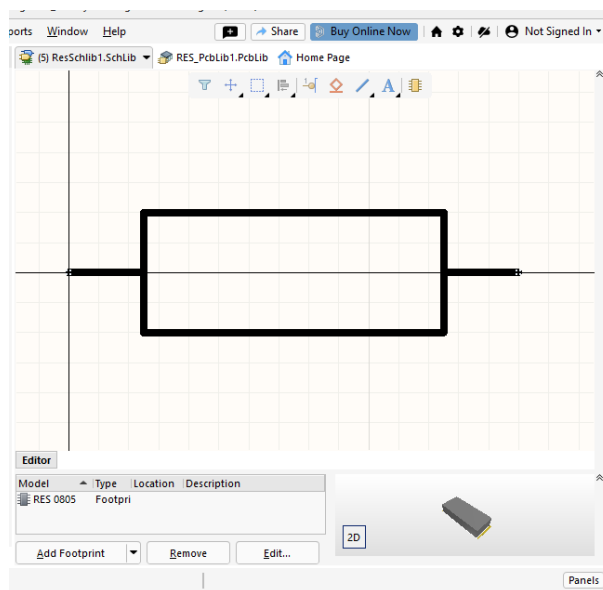 ports Window Help Share Buy Online Now Not Signed In
(5) ResSchlib1.SchLib RES_PcbLib1.PcbLib Home Page
A
Editor
Model Type Location Description
RES 0805 Footpri
2D
Add Footprint Remove Edit...
Panels